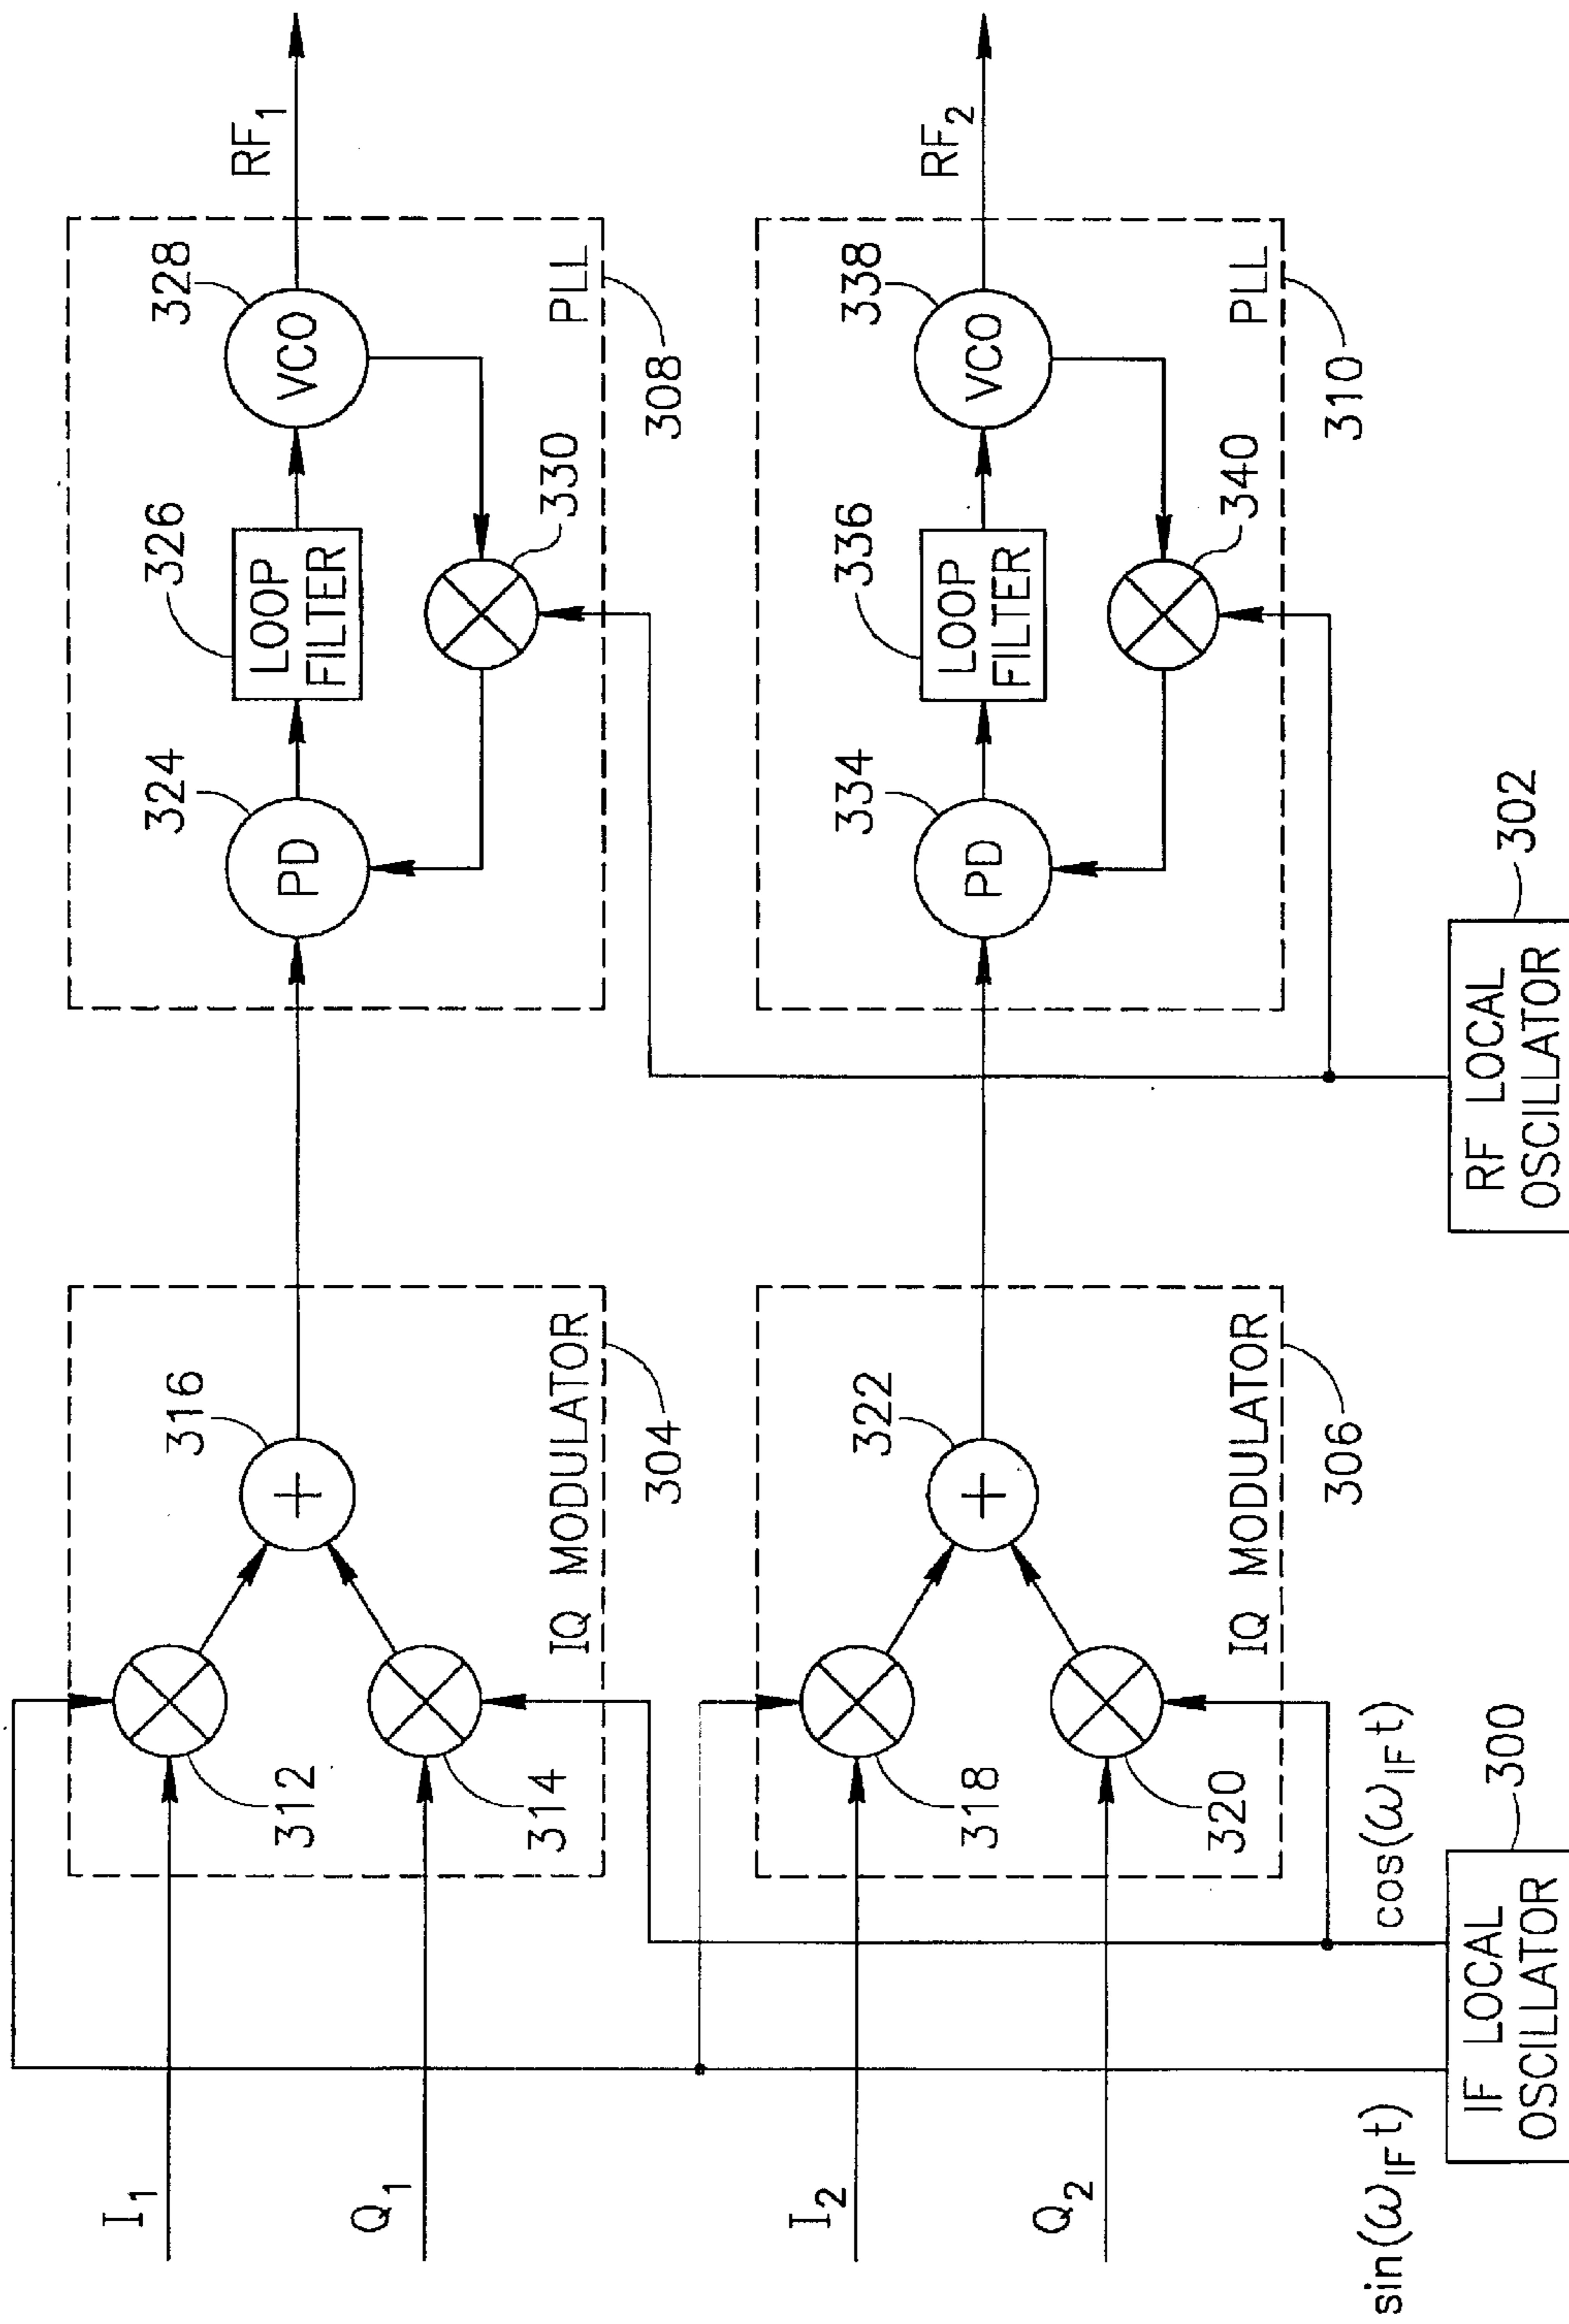 I1
Q1
312
314
316
IQ MODULATOR
304
324
PD
326
LOOP
FILTER
328
VCO
330
PLL
308
RF1
I2
Q2
318
320
322
IQ MODULATOR
306
334
PD
336
LOOP
FILTER
338
VCO
340
PLL
310
RF2
sin(ωIFt)
cos(ωIFt)
IF LOCAL
OSCILLATOR
300
RF LOCAL
OSCILLATOR
302